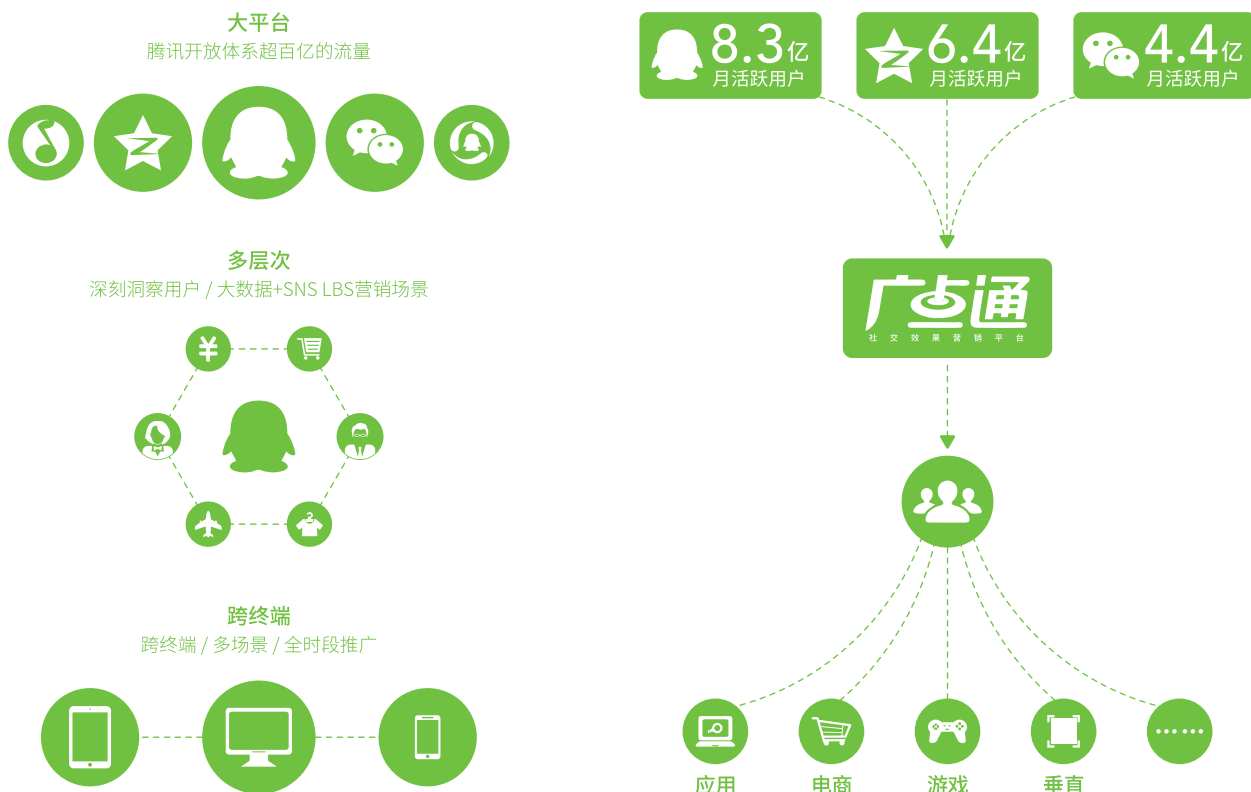 大平台
腾讯开放体系超百亿的流量
多层次
深刻洞察用户 / 大数据+SNS LBS营销场景
跨终端
跨终端 / 多场景 / 全时段推广
8.3亿
月活跃用户
6.4亿
月活跃用户
4.4亿
月活跃用户
广点通
社交效果营销平台
应用
电商
游戏
垂直